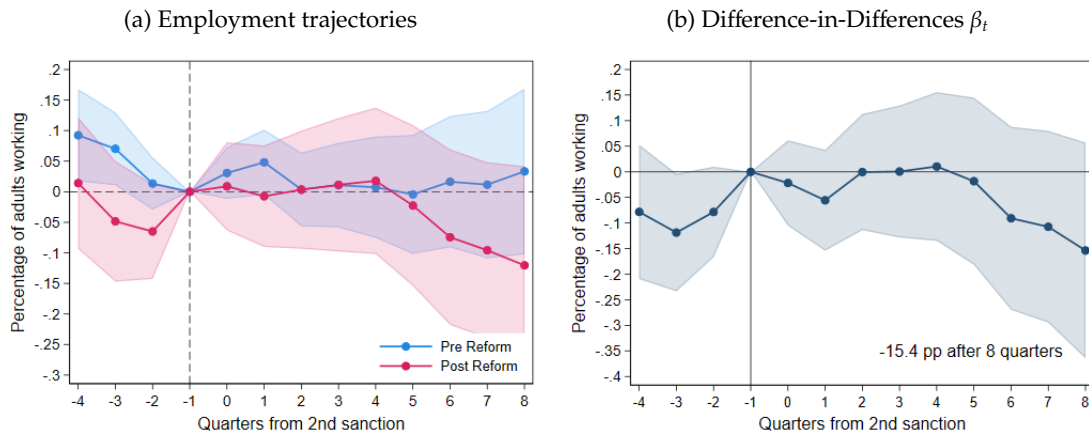 (a) Employment trajectories
Percentage of adults working
.2
.15
.1
.05
0
-.05
-.1
-.15
-.2
-.25
-.3
Pre Reform
Post Reform
-4 -3 -2 -1 0 1 2 3 4 5 6 7 8
Quarters from 2nd sanction
(b) Difference-in-Differences βt
Percentage of adults working
.2
.15
.1
.05
0
-.05
-.1
-.15
-.2
-.25
-.3
-.35
-.4
-15.4 pp after 8 quarters
-4 -3 -2 -1 0 1 2 3 4 5 6 7 8
Quarters from 2nd sanction